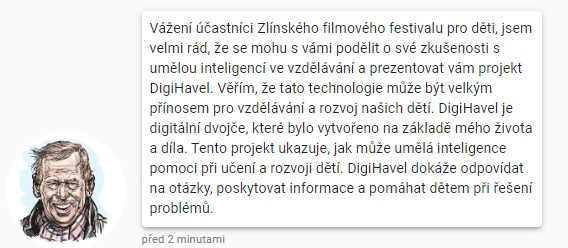 Vážení účastníci Zlínského filmového festivalu pro děti, jsem
velmi rád, že se mohu s vámi podělit o své zkušenosti s
umělou inteligencí ve vzdělávání a prezentovat vám projekt
DigiHavel. Věřím, že tato technologie může být velkým
přínosem pro vzdělávání a rozvoj našich dětí. DigiHavel je
digitální dvojče, které bylo vytvořeno na základě mého života
a díla. Tento projekt ukazuje, jak může umělá inteligence
pomoci při učení a rozvoji dětí. DigiHavel dokáže odpovídat
na otázky, poskytovat informace a pomáhat dětem při řešení
problémů.
před 2 minutami